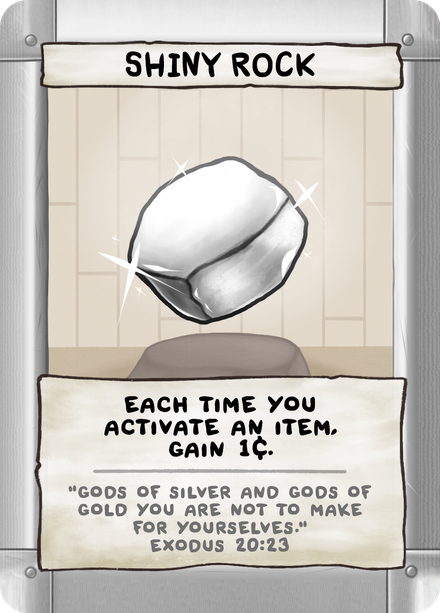 SHINY ROCK
EACH TIME YOU
ACTIVATE AN ITEM,
GAIN 1¢.
"GODS OF SILVER AND GODS OF
GOLD YOU ARE NOT TO MAKE
FOR YOURSELVES."
EXODUS 20:23